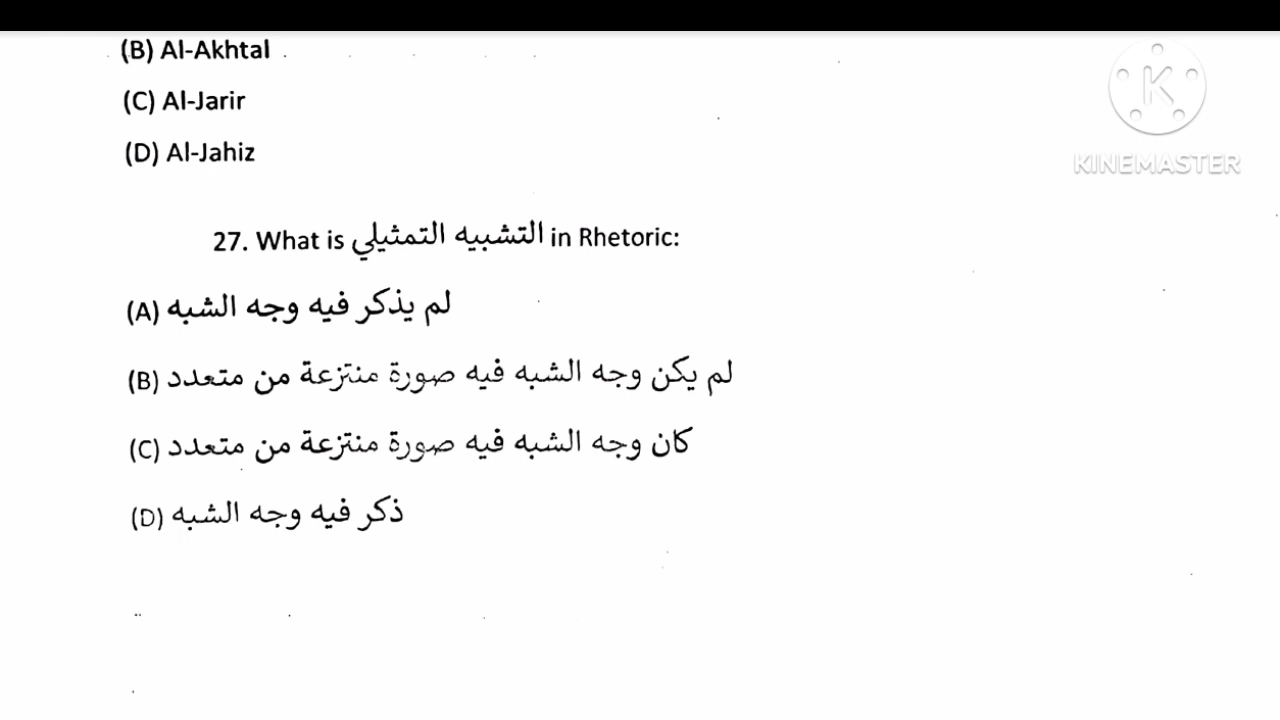 (B) Al-Akhtal
(C) Al-Jarir
(D) Al-Jahiz
KINEMASTER
27. What is التشبيه التمثيلي in Rhetoric:
(A) لم يذكر فيه وجه الشبه
(B) لم يكن وجه الشبه فيه صورة منتزعة من متعدد
(C) كان وجه الشبه فيه صورة منتزعة من متعدد
(D) ذكر فيه وجه الشبه